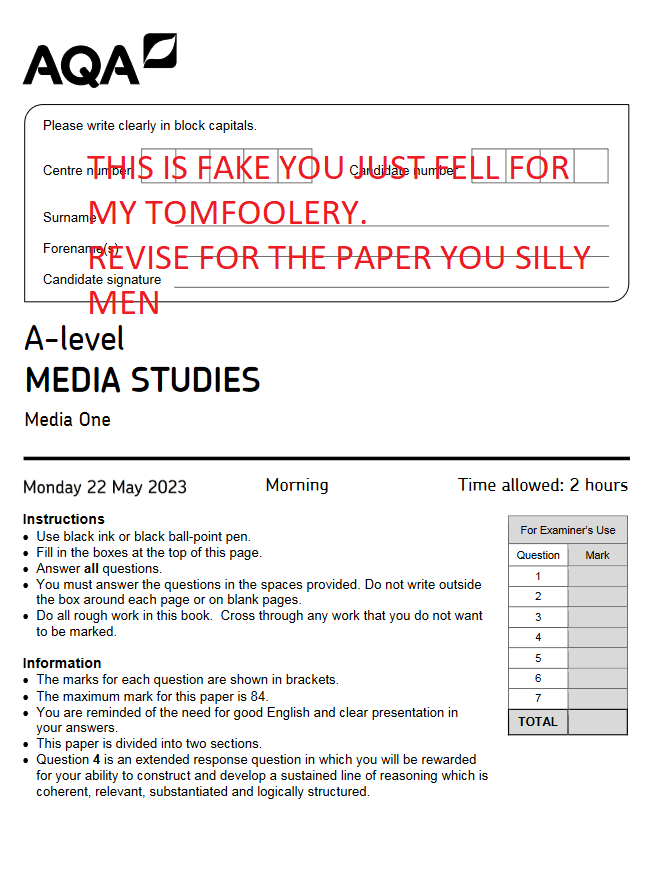 AQA
Please write clearly in block capitals.
Centre number
Candidate number
THIS IS FAKE YOU JUST FELL FOR
MY TOMFOOLERY.
REVISE FOR THE PAPER YOU SILLY
MEN
Surname
Forename(s)
Candidate signature
A-level
MEDIA STUDIES
Media One
Monday 22 May 2023 Morning Time allowed: 2 hours
Instructions
• Use black ink or black ball-point pen.
• Fill in the boxes at the top of this page.
• Answer all questions.
• You must answer the questions in the spaces provided. Do not write outside
the box around each page or on blank pages.
• Do all rough work in this book. Cross through any work that you do not want
to be marked.
Information
• The marks for each question are shown in brackets.
• The maximum mark for this paper is 84.
• You are reminded of the need for good English and clear presentation in
your answers.
• This paper is divided into two sections.
• Question 4 is an extended response question in which you will be rewarded
for your ability to construct and develop a sustained line of reasoning which is
coherent, relevant, substantiated and logically structured.
For Examiner's Use
Question Mark
1
2
3
4
5
6
7
TOTAL